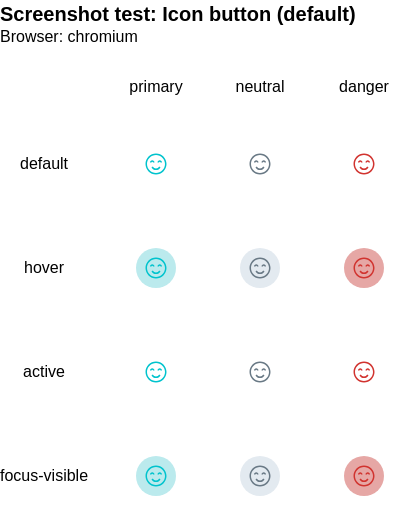 Screenshot test: Icon button (default)
Browser: chromium
primary neutral danger
default
hover
active
focus-visible